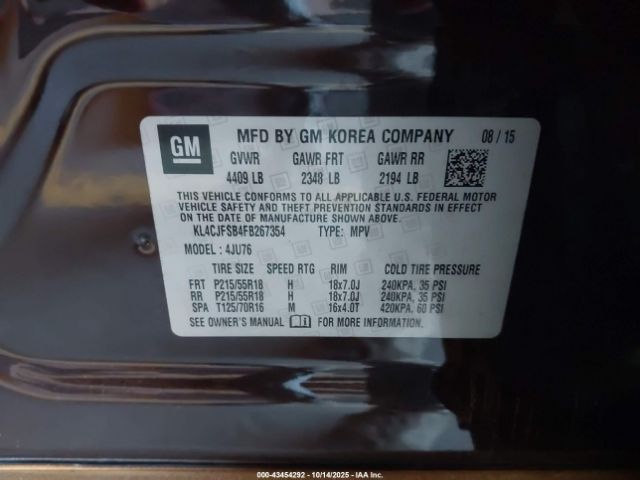 GM MFD BY GM KOREA COMPANY 08 / 15
GVWR GAWR FRT GAWR RR
4409 LB 2348 LB 2194 LB
THIS VEHICLE CONFORMS TO ALL APPLICABLE U.S. FEDERAL MOTOR
VEHICLE SAFETY AND THEFT PREVENTION STANDARDS IN EFFECT ON THE
DATE OF MANUFACTURE SHOWN ABOVE.
KL4CJFSB4FB267354 TYPE: MPV
MODEL: 4JU76
TIRE SIZE SPEED RTG RIM COLD TIRE PRESSURE
FRT P215/55R18 H 18x7.0J 240KPA, 35 PSI
RR P215/55R18 H 18x7.0J 240KPA, 35 PSI
SPA T125/70R16 M 16x4.0T 420KPA, 60 PSI
SEE OWNER'S MANUAL FOR MORE INFORMATION.
000-43454292 - 10/14/2025 - IAA Inc.